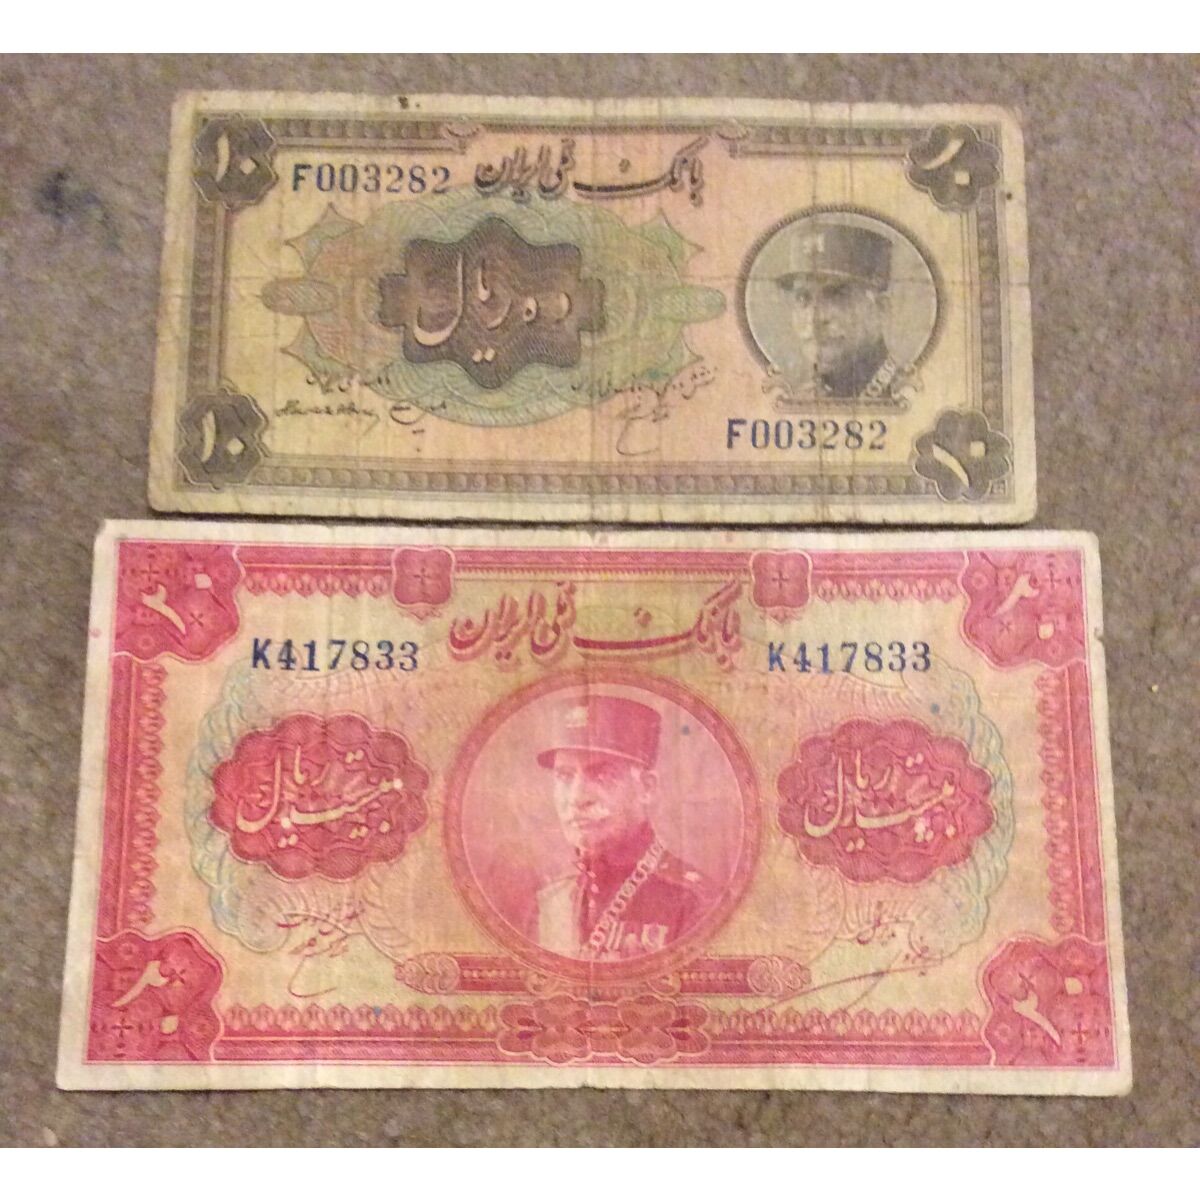 ۱۰
۱۰
F003282
بانک ملی ایران
ده ریال
F003282
۱۰
۱۰
۲۰
۲۰
بانک ملی ایران
K417833
K417833
بیست ریال
بیست ریال
۲۰
۲۰